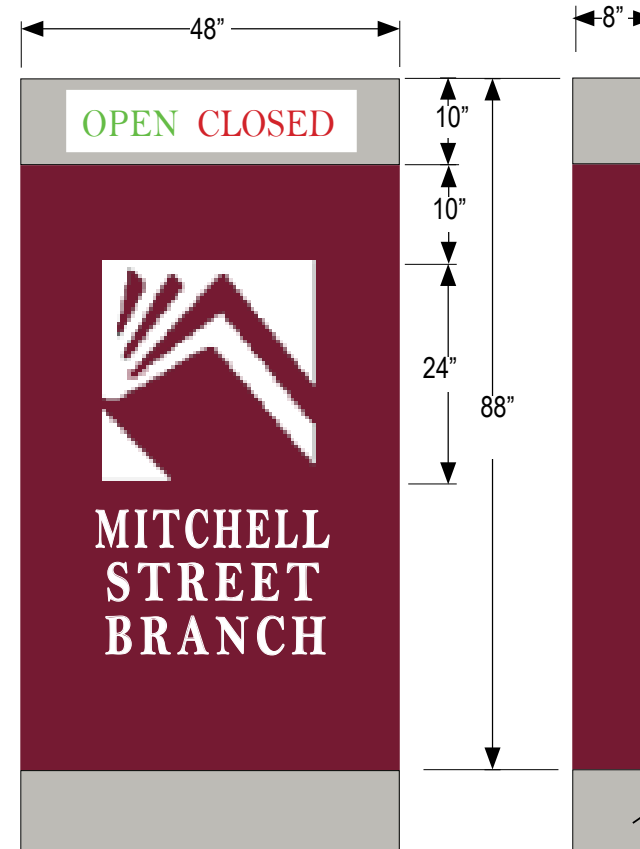 48”
8”
OPEN CLOSED
10”
10”
24”
88”
MITCHELL
STREET
BRANCH